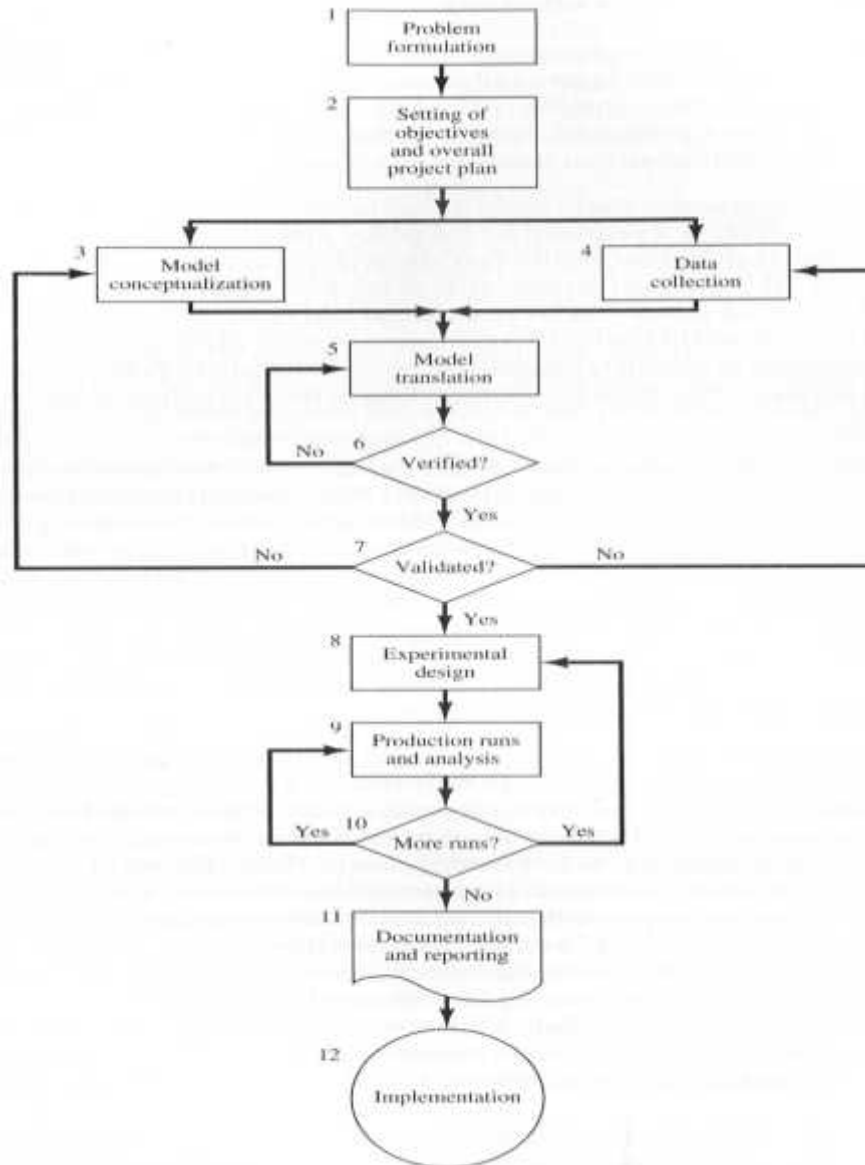 1
Problem
formulation
2
Setting of
objectives
and overall
project plan
3
Model
conceptualization
4
Data
collection
5
Model
translation
6
No
Verified?
Yes
7
No
Validated?
No
Yes
8
Experimental
design
9
Production runs
and analysis
10
Yes
More runs?
Yes
No
11
Documentation
and reporting
12
Implementation